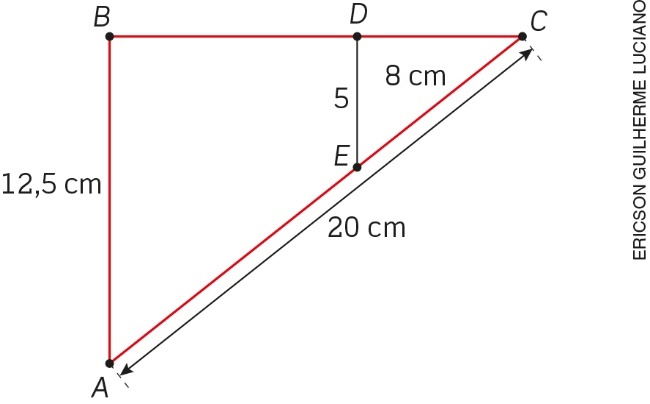 B
D
C
8 cm
5
E
12,5 cm
20 cm
A
ERICSON GUILHERME LUCIANO